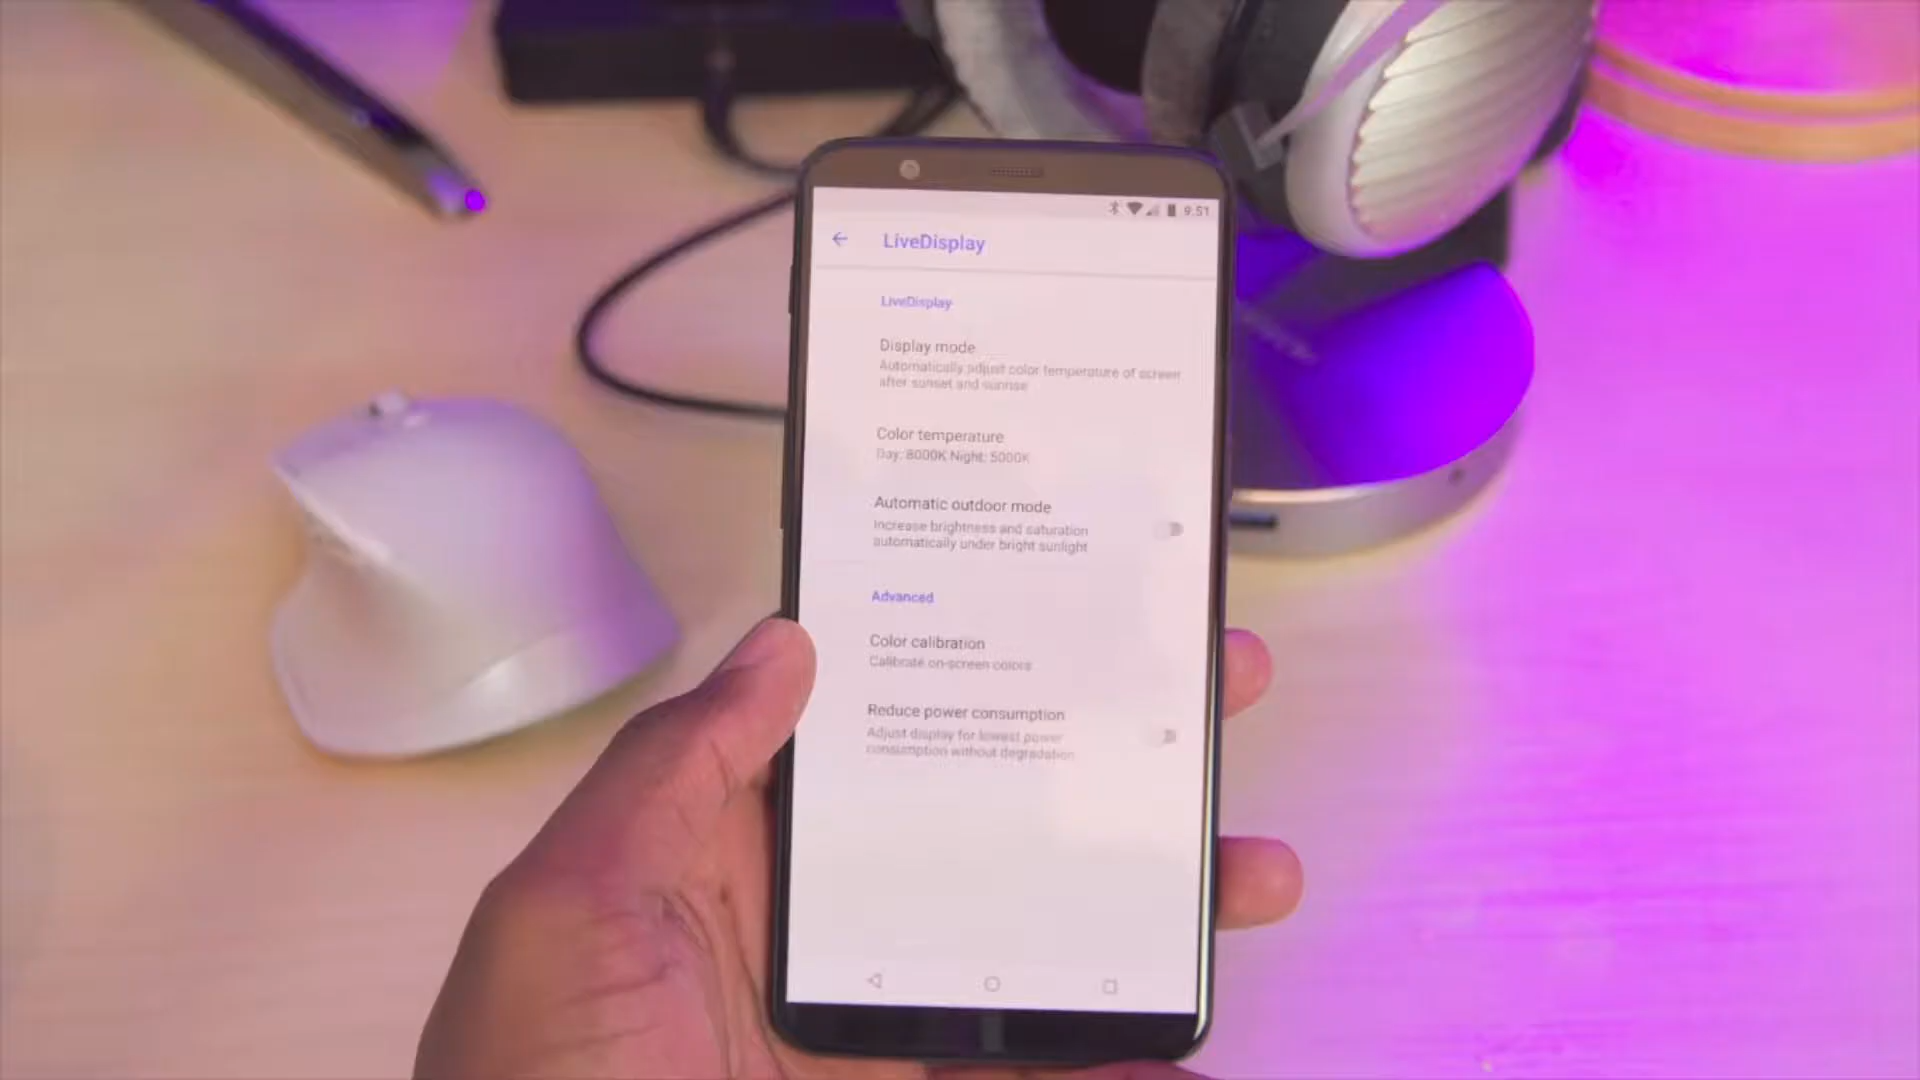 9.51
LiveDisplay
LiveDisplay
Display mode
Automatically adjust color temperature of screen
after sunset and sunrise
Color temperature
Day: 8000K Night: 5000K
Automatic outdoor mode
Increase brightness and saturation
automatically under bright sunlight
Advanced
Color calibration
Calibrate on-screen colors
Reduce power consumption
Adjust display for lowest power
consumption without degradation